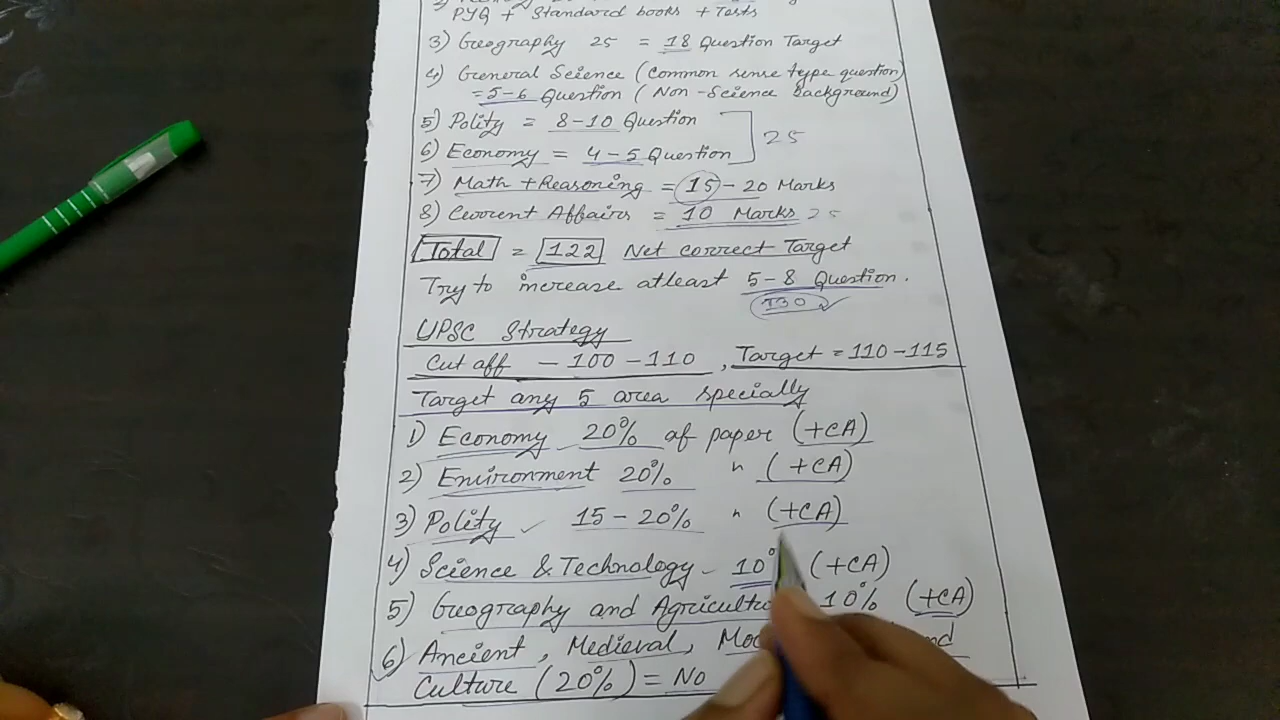 PYQ + Standard books + Tests
3) Geography 25 = 18 Question Target
4) General Science (Common sense type question)
= 5-6 Question (Non-Science Background)
5) Polity = 8-10 Question
6) Economy = 4-5 Question
25
7) Math + Reasoning = 15-20 Marks
8) Current Affairs = 10 Marks 25
Total = 122 Net correct Target
Try to increase atleast 5-8 Question.
130
UPSC Strategy
Cut off - 100-110, Target = 110-115
Target any 5 area specially
1) Economy 20% of paper (+CA)
2) Environment 20% " (+CA)
3) Polity 15-20% " (+CA)
4) Science & Technology - 10% (+CA)
5) Geography and 10% (+CA)
6) Ancient, Medieval,
Culture (20%) = No